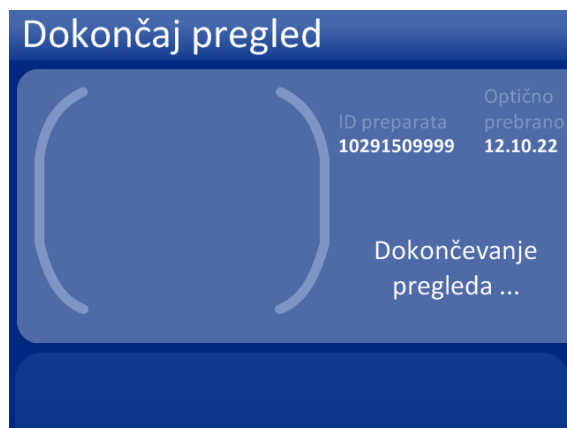 Dokončaj pregled
Optično
ID preparata prebrano
10291509999 12.10.22
Dokončevanje
pregleda ...